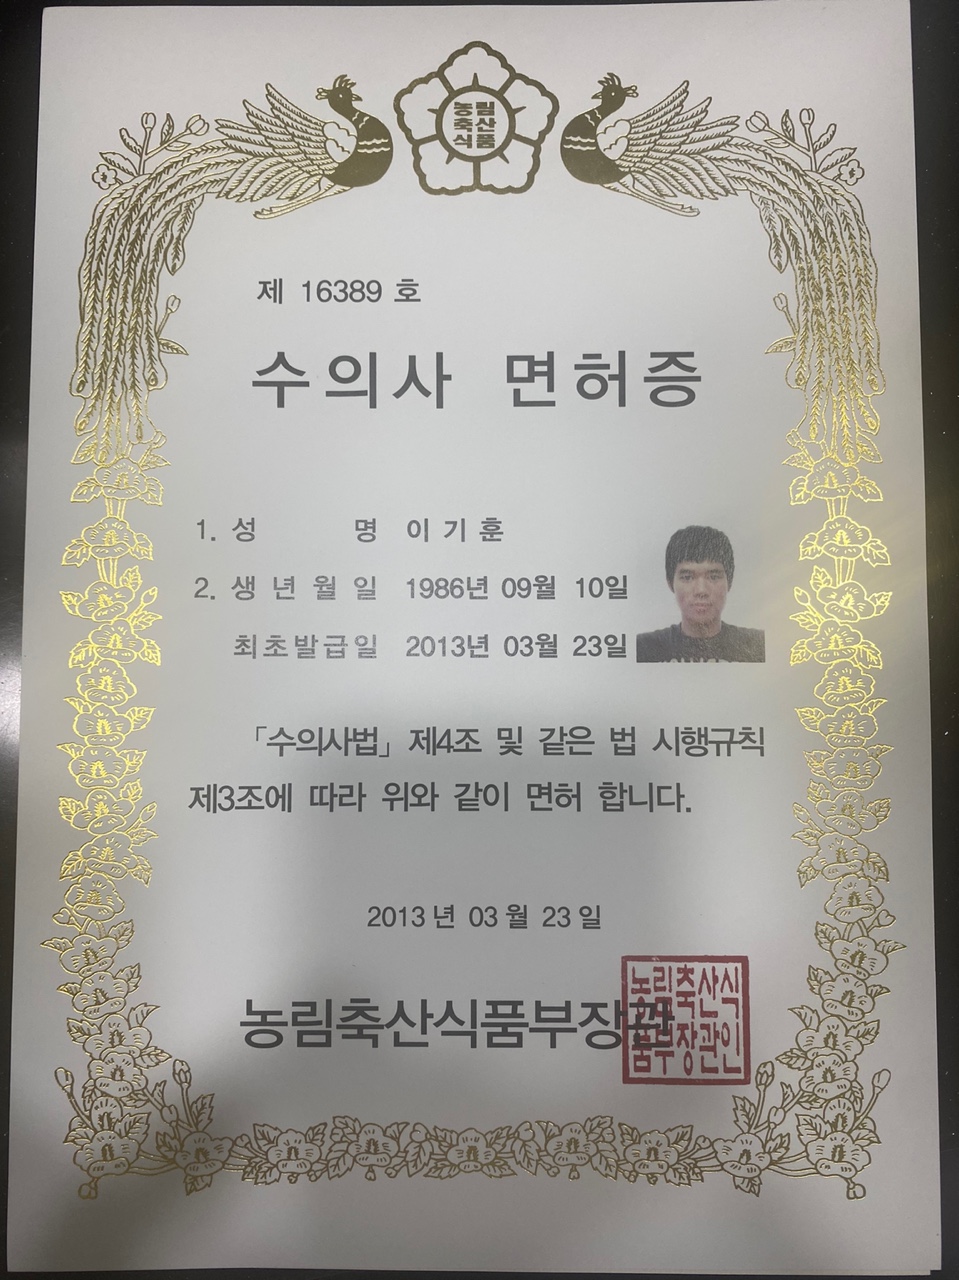 농림
축산
식품
제 16389 호
수의사 면허증
1. 성 명 이 기 훈
2. 생 년 월 일 1986년 09월 10일
최초발급일 2013년 03월 23일
「수의사법」 제4조 및 같은 법 시행규칙
제3조에 따라 위와 같이 면허 합니다.
2013 년 03 월 23 일
농림축산식품부장관
농림축산식
품부장관인